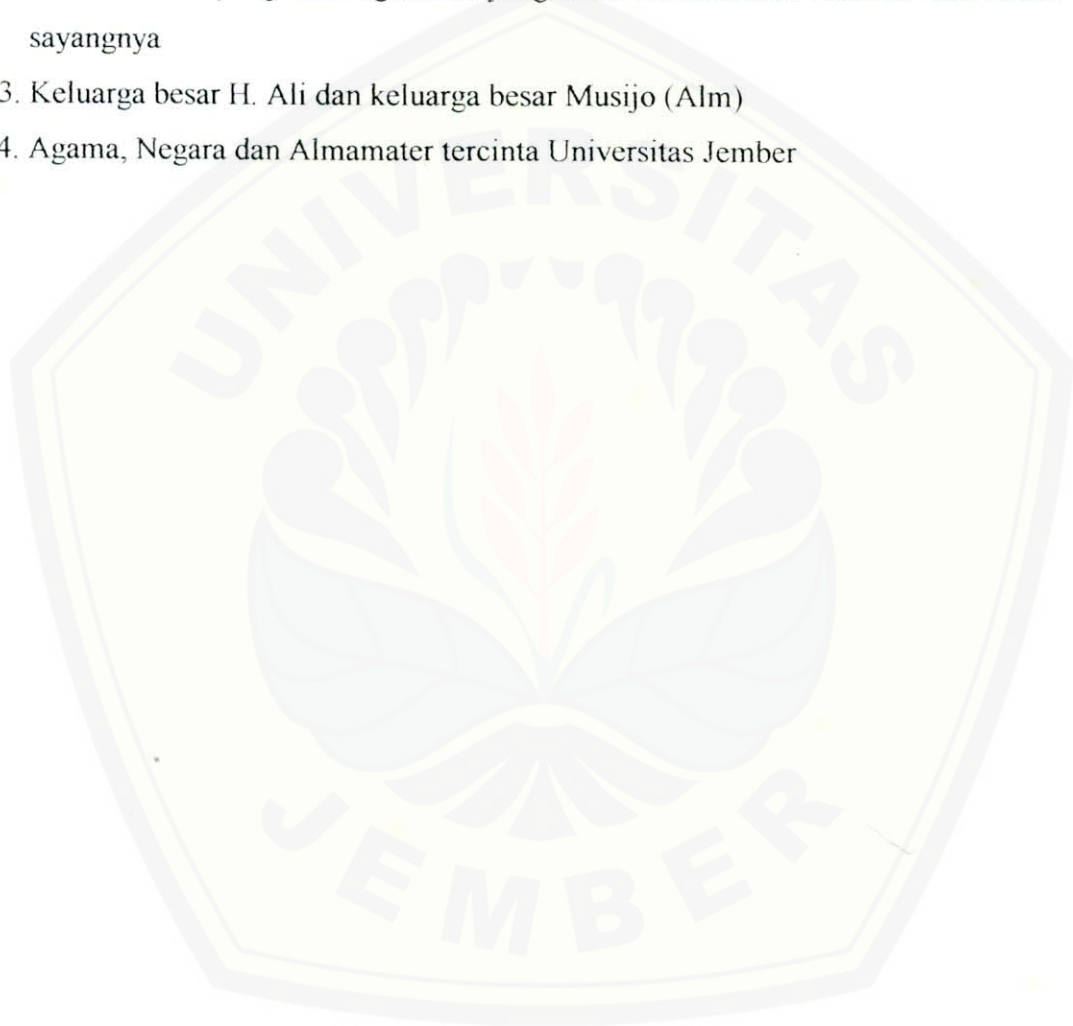 sayangnya
3. Keluarga besar H. Ali dan keluarga besar Musijo (Alm)
4. Agama, Negara dan Almamater tercinta Universitas Jember
UNIVERSITAS
JEMBER